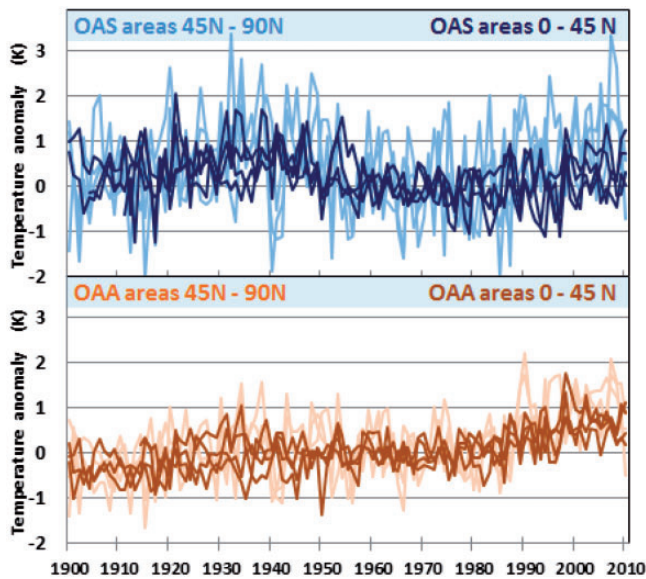 OAS areas 45N - 90N
OAS areas 0 - 45 N
Temperature anomaly (K)
3
2
1
0
-1
-2
OAA areas 45N - 90N
OAA areas 0 - 45 N
Temperature anomaly (K)
3
2
1
0
-1
-2
1900 1910 1920 1930 1940 1950 1960 1970 1980 1990 2000 2010